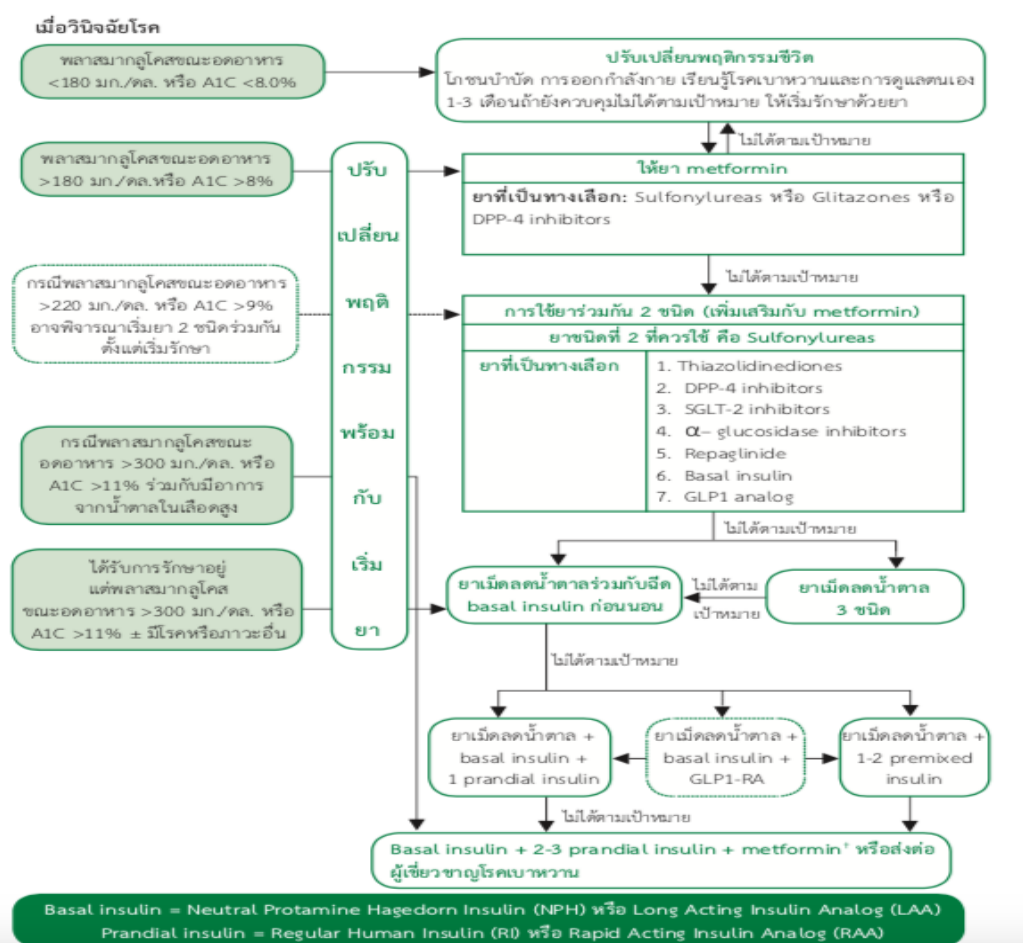 เมื่อวินิจฉัยโรค
พลาสมากลูโคสขณะอดอาหาร
<180 มก./ดล. หรือ A1C <8.0%
ปรับเปลี่ยนพฤติกรรมชีวิต
โภชนบำบัด การออกกำลังกาย เรียนรู้โรคเบาหวานและการดูแลตนเอง
1-3 เดือนถ้ายังควบคุมไม่ได้ตามเป้าหมาย ให้เริ่มรักษาด้วยยา
ไม่ได้ตามเป้าหมาย
พลาสมากลูโคสขณะอดอาหาร
>180 มก./ดล.หรือ A1C >8%
ปรับ
เปลี่ยน
พฤติ
กรรม
พร้อม
กับ
เริ่ม
ยา
ให้ยา metformin
ยาที่เป็นทางเลือก: Sulfonylureas หรือ Glitazones หรือ
DPP-4 inhibitors
ไม่ได้ตามเป้าหมาย
กรณีพลาสมากลูโคสขณะอดอาหาร
>220 มก./ดล. หรือ A1C >9%
อาจพิจารณาเริ่มยา 2 ชนิดร่วมกัน
ตั้งแต่เริ่มรักษา
การใช้ยาร่วมกัน 2 ชนิด (เพิ่มเสริมกับ metformin)
ยาชนิดที่ 2 ที่ควรใช้ คือ Sulfonylureas
ยาที่เป็นทางเลือก
1. Thiazolidinediones
2. DPP-4 inhibitors
3. SGLT-2 inhibitors
4. α– glucosidase inhibitors
5. Repaglinide
6. Basal insulin
7. GLP1 analog
กรณีพลาสมากลูโคสขณะ
อดอาหาร >300 มก./ดล. หรือ
A1C >11% ร่วมกับมีอาการ
จากน้ำตาลในเลือดสูง
ไม่ได้ตามเป้าหมาย
ได้รับการรักษาอยู่
แต่พลาสมากลูโคส
ขณะอดอาหาร >300 มก./ดล. หรือ
A1C >11% ± มีโรคหรือภาวะอื่น
ยาเม็ดลดน้ำตาลร่วมกับฉีด
basal insulin ก่อนนอน
ไม่ได้ตาม
เป้าหมาย
ยาเม็ดลดน้ำตาล
3 ชนิด
ไม่ได้ตามเป้าหมาย
ยาเม็ดลดน้ำตาล +
basal insulin +
1 prandial insulin
ยาเม็ดลดน้ำตาล +
basal insulin +
GLP1-RA
ยาเม็ดลดน้ำตาล +
1-2 premixed
insulin
ไม่ได้ตามเป้าหมาย
Basal insulin + 2-3 prandial insulin + metformin† หรือส่งต่อ
ผู้เชี่ยวชาญโรคเบาหวาน
Basal insulin = Neutral Protamine Hagedorn Insulin (NPH) หรือ Long Acting Insulin Analog (LAA)
Prandial insulin = Regular Human Insulin (RI) หรือ Rapid Acting Insulin Analog (RAA)